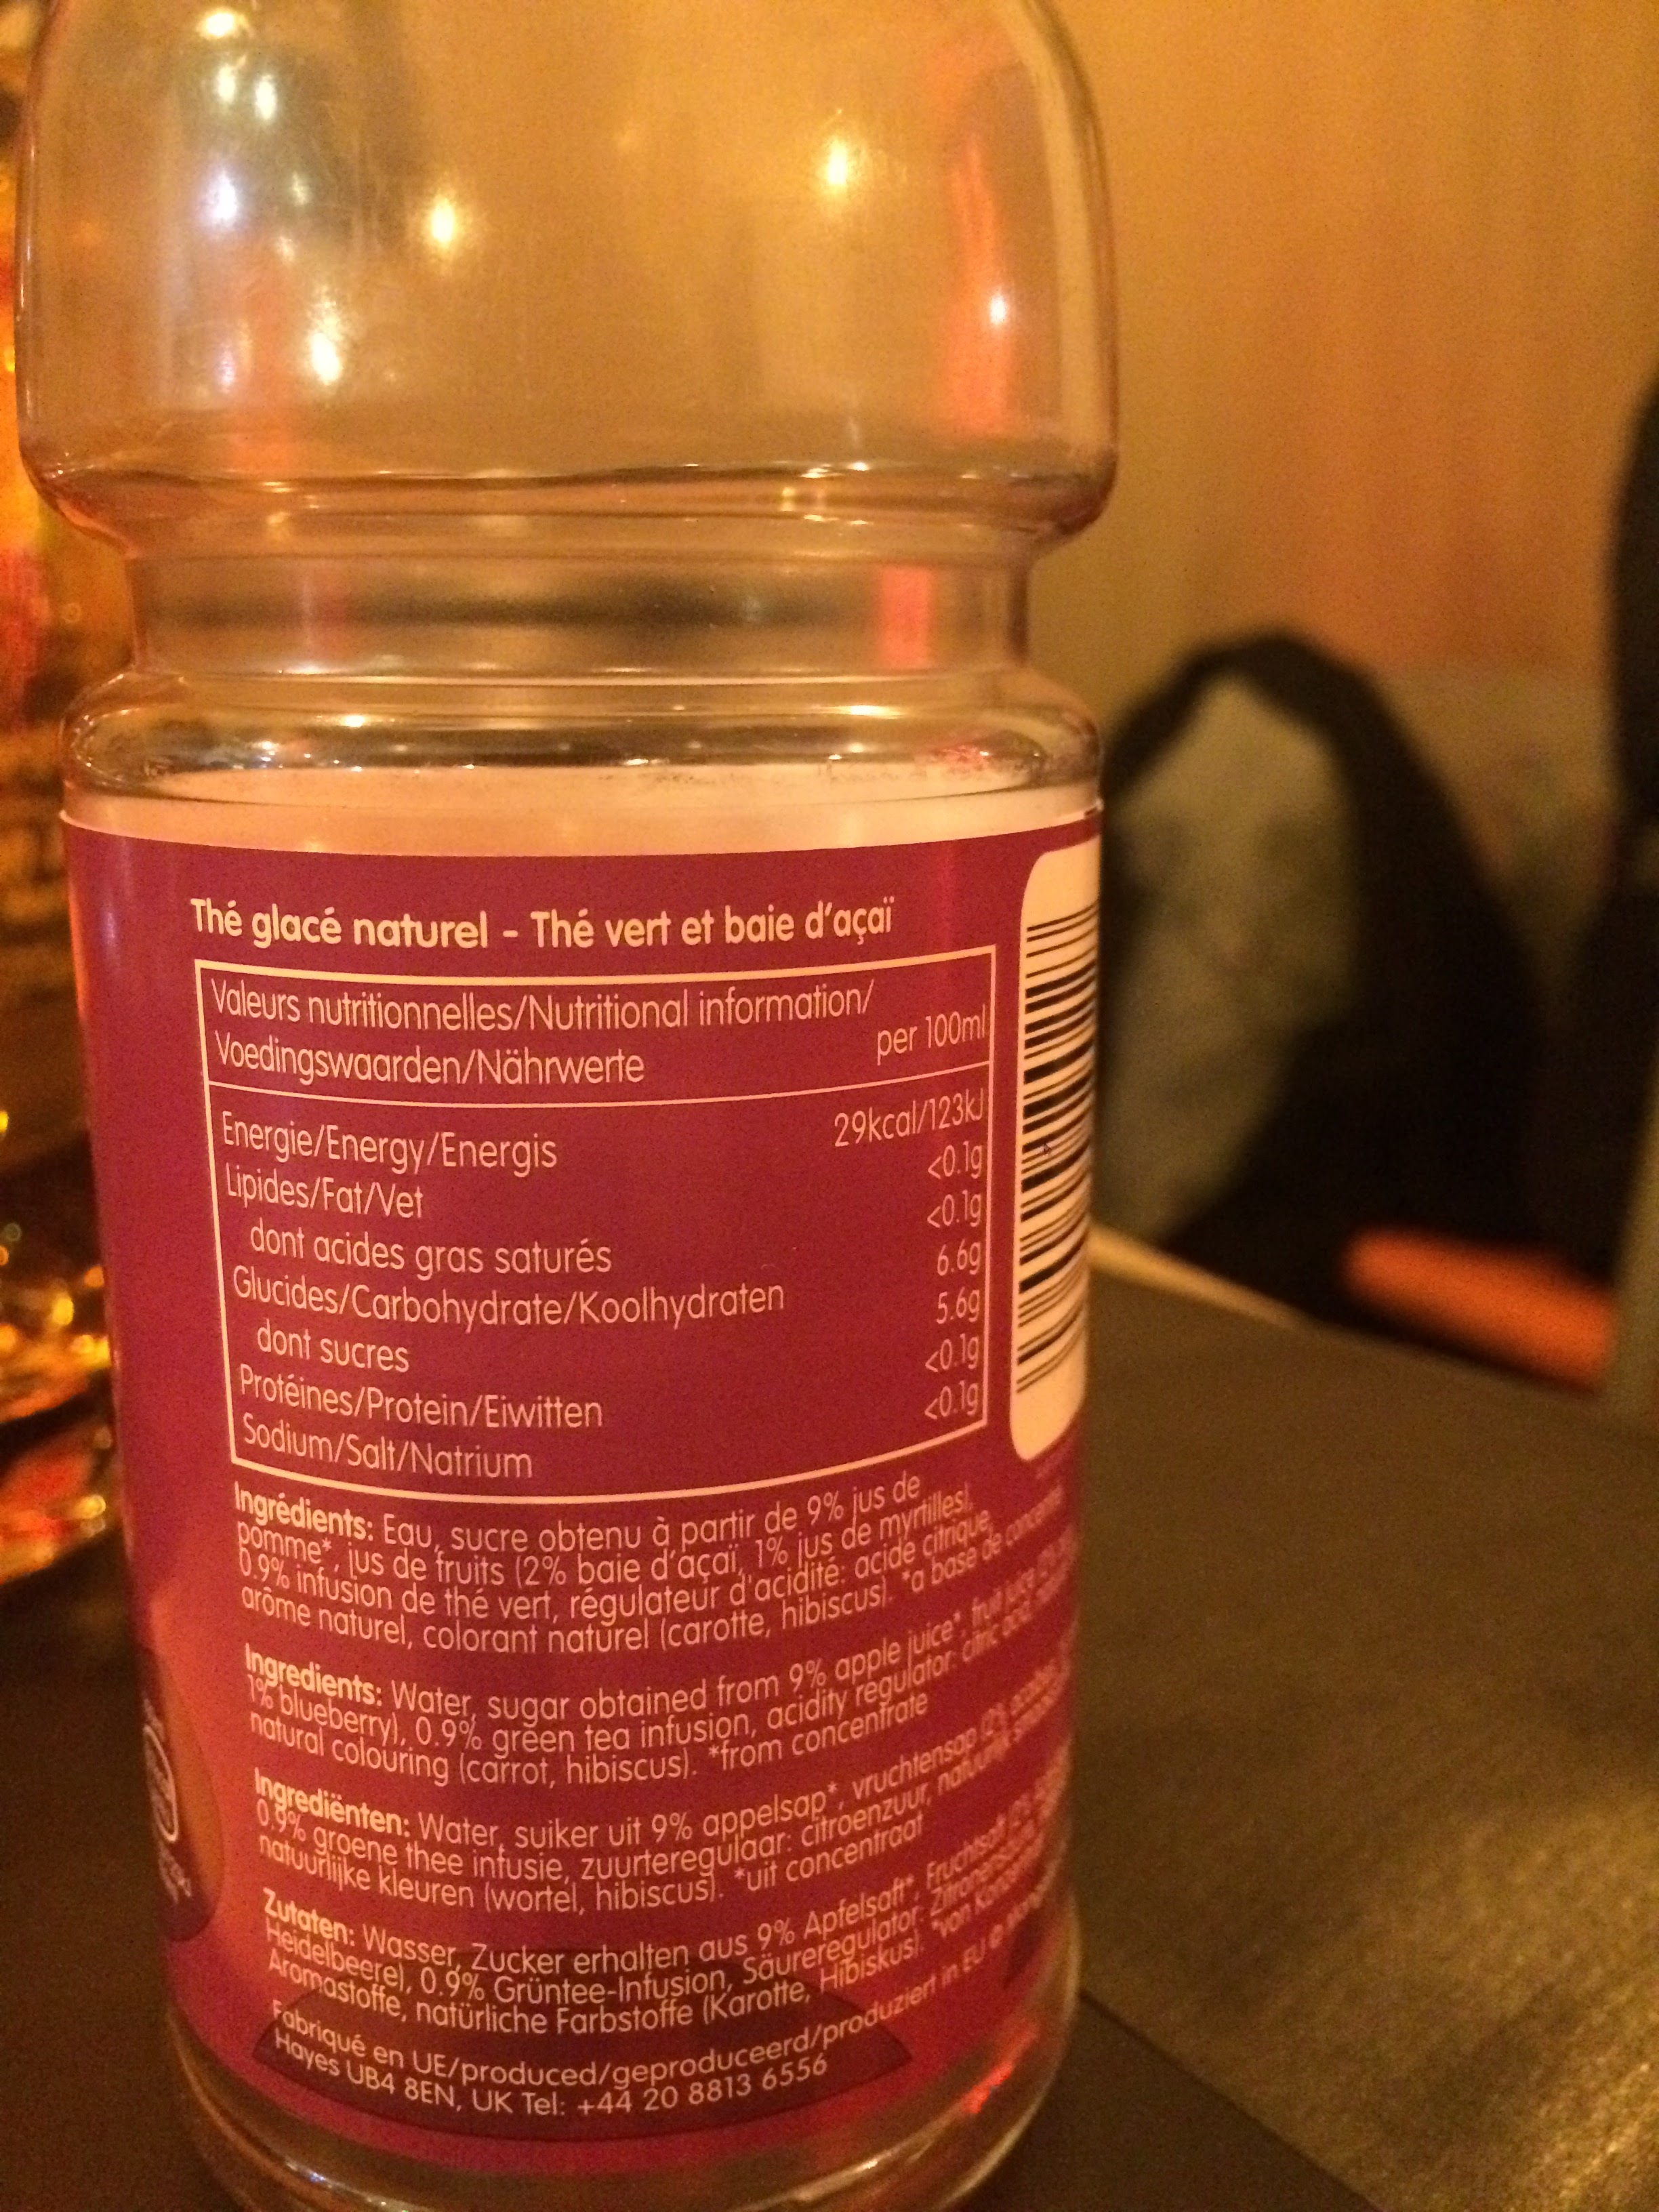 Thé glacé naturel - Thé vert et baie d'açaï
Valeurs nutritionnelles/Nutritional information/
Voedingswaarden/Nährwerte
per 100ml
Energie/Energy/Energis 29kcal/123kJ
Lipides/Fat/Vet <0.1g
dont acides gras saturés <0.1g
Glucides/Carbohydrate/Koolhydraten 6.6g
dont sucres 5.6g
Protéines/Protein/Eiwitten <0.1g
Sodium/Salt/Natrium <0.1g
Ingrédients: Eau, sucre obtenu à partir de 9% jus de
pomme*, jus de fruits (2% baie d'açaï, 1% jus de myrtilles),
0.9% infusion de thé vert, régulateur d'acidité: acide citrique,
arôme naturel, colorant naturel (carotte, hibiscus). *a base de concentré
Ingredients: Water, sugar obtained from 9% apple juice*, fruit juice (2%
1% blueberry), 0.9% green tea infusion, acidity regulator: citric acid,
natural colouring (carrot, hibiscus). *from concentrate
Ingrediënten: Water, suiker uit 9% appelsap*, vruchtensap (2%
0.9% groene thee infusie, zuurteregulaar: citroenzuur, natuurlijk
natuurlijke kleuren (wortel, hibiscus). *uit concentraat
Zutaten: Wasser, Zucker erhalten aus 9% Apfelsaft*, Fruchtsaft (2%
Heidelbeere), 0.9% Grüntee-Infusion, Säureregulator: Zitronensäure,
Aromastoffe, natürliche Farbstoffe (Karotte, Hibiskus). *von
Fabriqué en UE/produced/geproduceerd/produziert in EU
Hayes UB4 8EN, UK Tel: +44 20 8813 6556